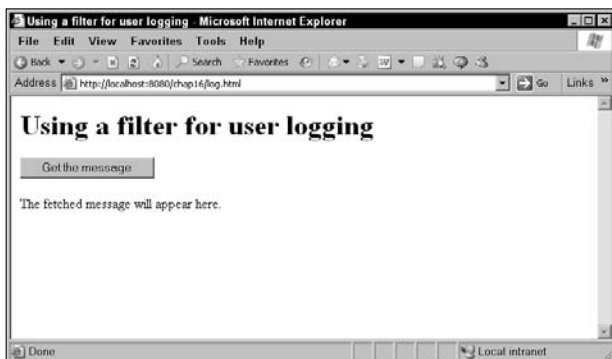 Using a filter for user logging - Microsoft Internet Explorer
File Edit View Favorites Tools Help
Back Search Favorites
Address http://localhost:8080/chap16/log.html Go Links »
Using a filter for user logging
Get the message
The fetched message will appear here.
Done Local intranet